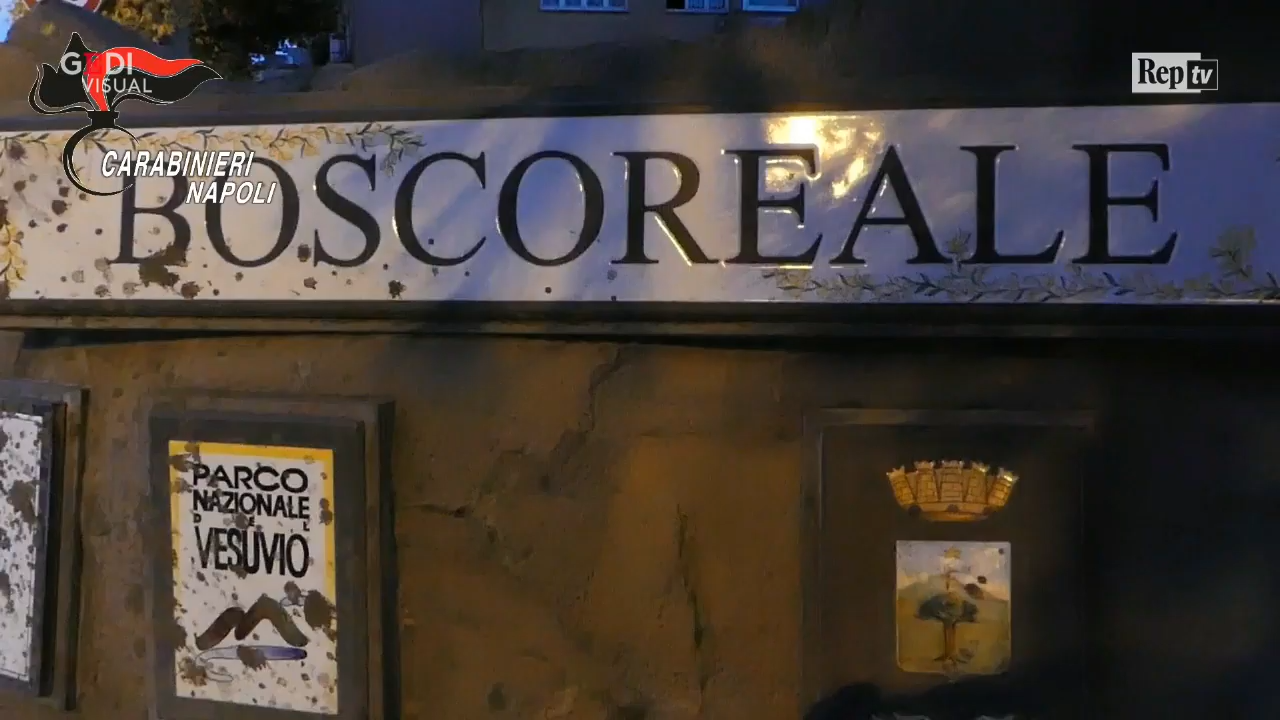 GEDI
VISUAL
Rep tv
CARABINIERI
NAPOLI
BOSCOREALE
PARCO
NAZIONALE
DEL
VESUVIO